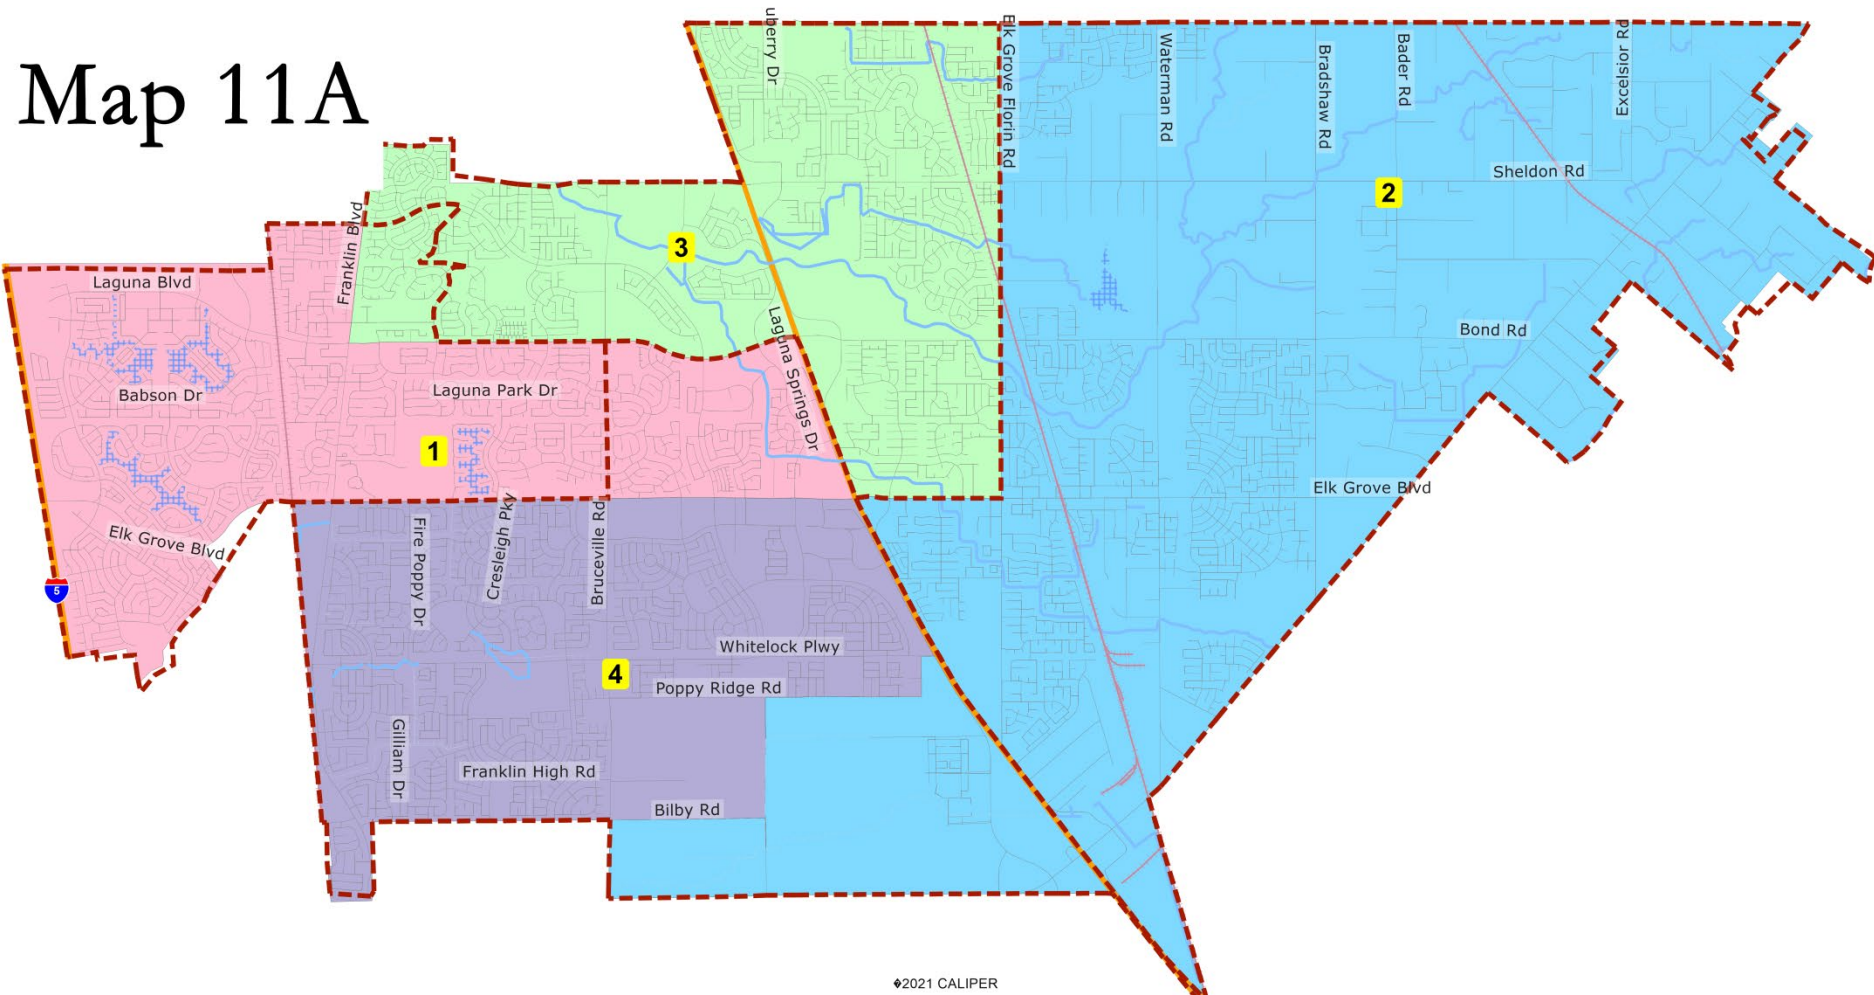 Map 11A
uberry Dr
Elk Grove Florin Rd
Waterman Rd
Bradshaw Rd
Bader Rd
Excelsior Rd
Sheldon Rd
2
Franklin Blvd
3
Laguna Blvd
Laguna Springs Dr
Bond Rd
Babson Dr
Laguna Park Dr
1
Elk Grove Blvd
Elk Grove Blvd
Fire Poppy Dr
Cresleigh Pky
Bruceville Rd
5
Whitelock Plwy
4
Poppy Ridge Rd
Gilliam Dr
Franklin High Rd
Bilby Rd
�2021 CALIPER